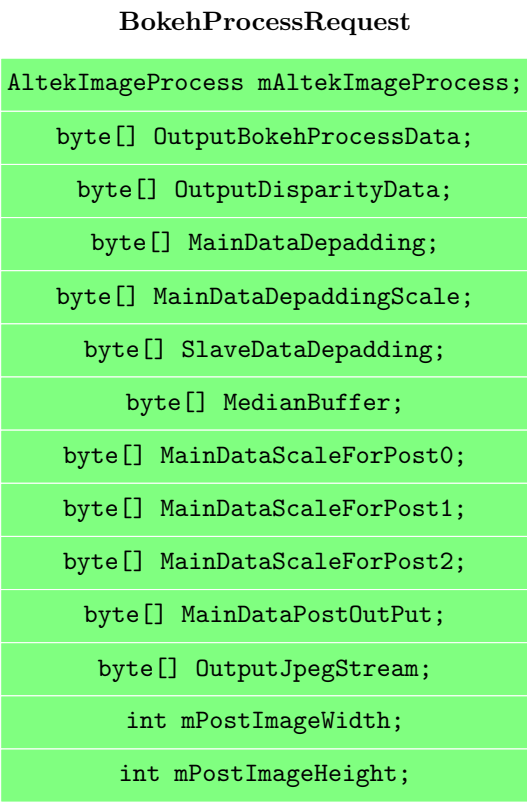 BokehProcessRequest
AltekImageProcess mAltekImageProcess;
byte[] OutputBokehProcessData;
byte[] OutputDisparityData;
byte[] MainDataDepadding;
byte[] MainDataDepaddingScale;
byte[] SlaveDataDepadding;
byte[] MedianBuffer;
byte[] MainDataScaleForPost0;
byte[] MainDataScaleForPost1;
byte[] MainDataScaleForPost2;
byte[] MainDataPostOutPut;
byte[] OutputJpegStream;
int mPostImageWidth;
int mPostImageHeight;